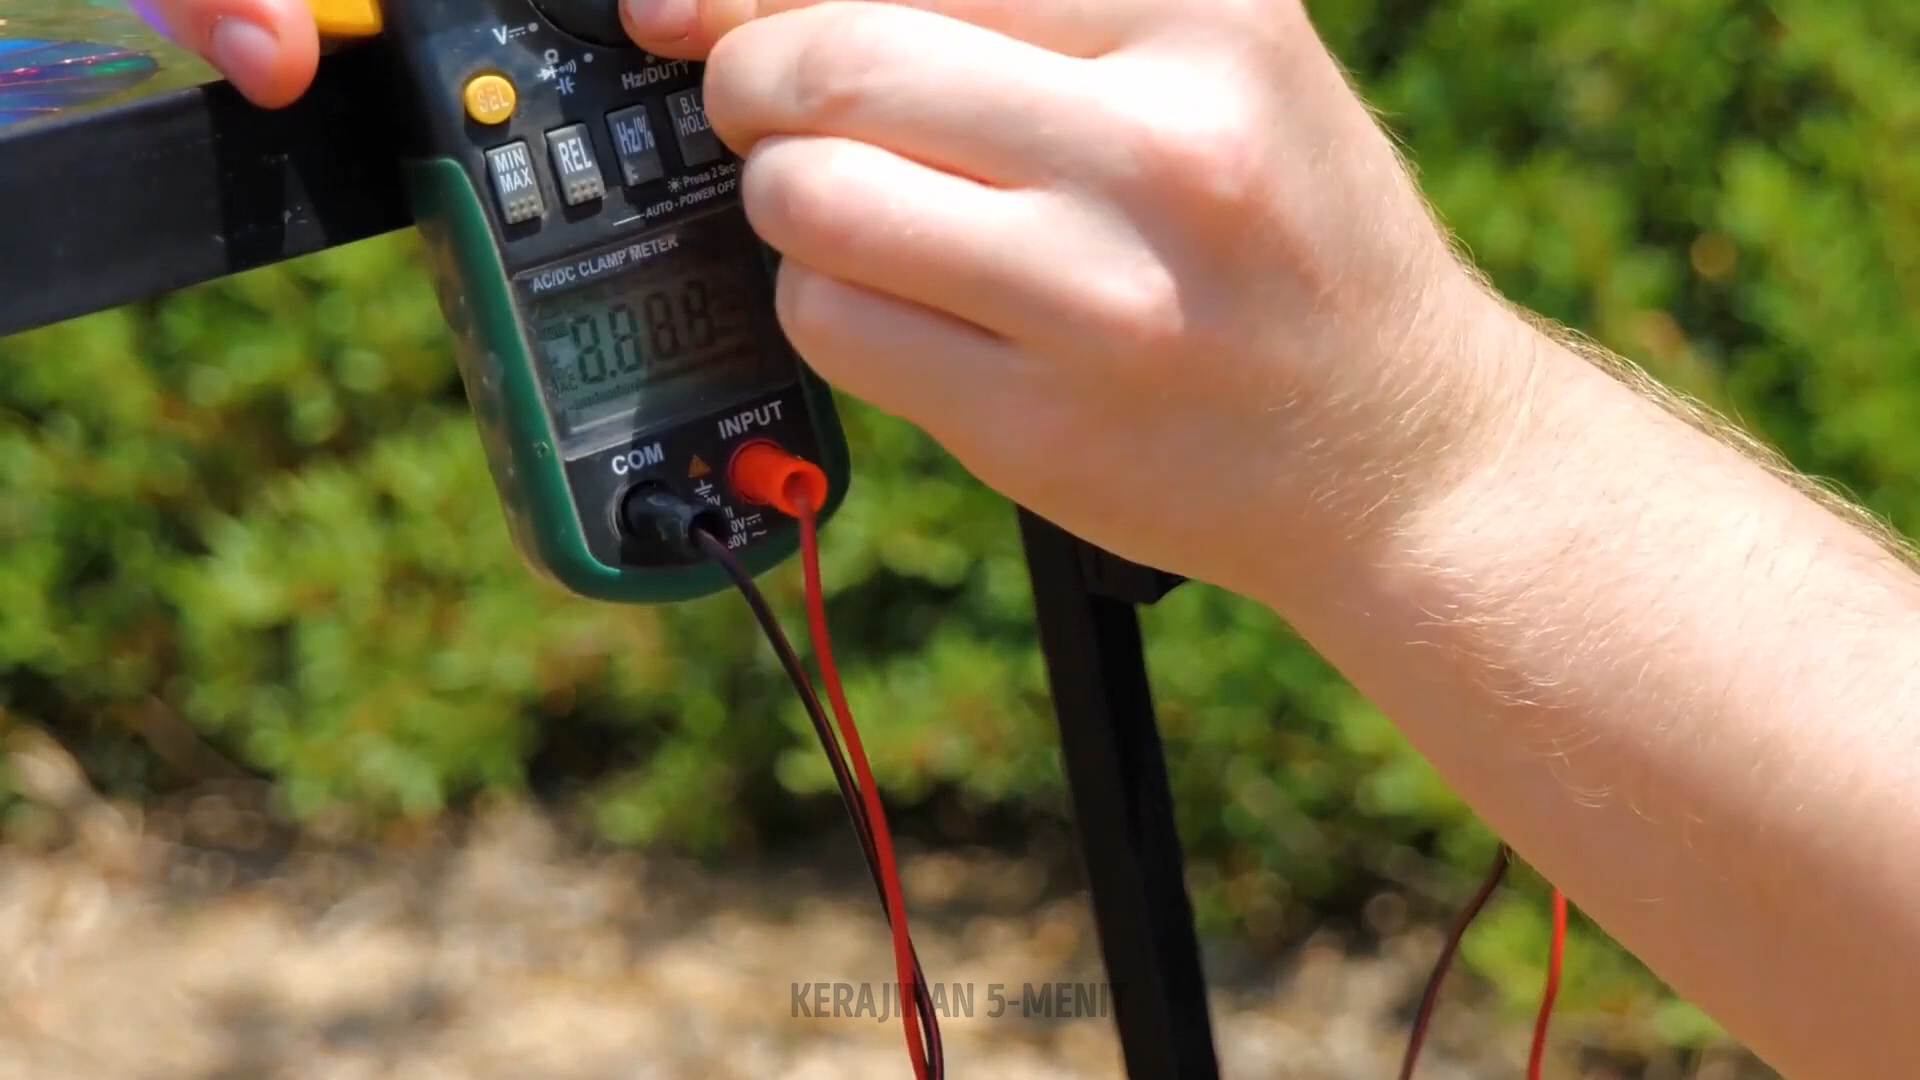 V
SEL
Hz/DUTY
MIN
MAX
REL
Hz/%
B.L
HOLD
Press 2 Sec
AUTO-POWER OFF
AC/DC CLAMP METER
8.8.8.8
INPUT
COM
KERAJINAN 5-MENIT